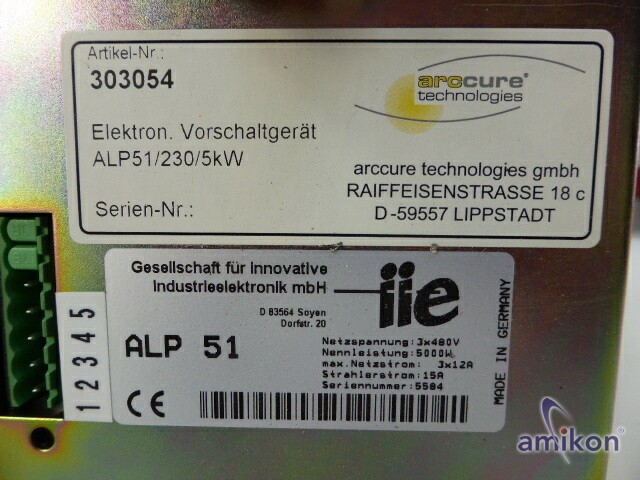 Artikel-Nr.:
303054
arccure®
technologies
Elektron. Vorschaltgerät
ALP51/230/5kW
Serien-Nr.:
arccure technologies gmbh
RAIFFEISENSTRASSE 18 c
D-59557 LIPPSTADT
Gesellschaft für Innovative
Industrieelektronik mbH
D 83564 Soyen
Dorfstr. 20
iie
ALP 51
Netzspannung:3x480V
Nennleistung:5000W
max.Netzstrom: 3x12A
Strahlerstrom:15A
Seriennummer:5584
CE
MADE IN GERMANY
1 2 3 4 5
amikon®